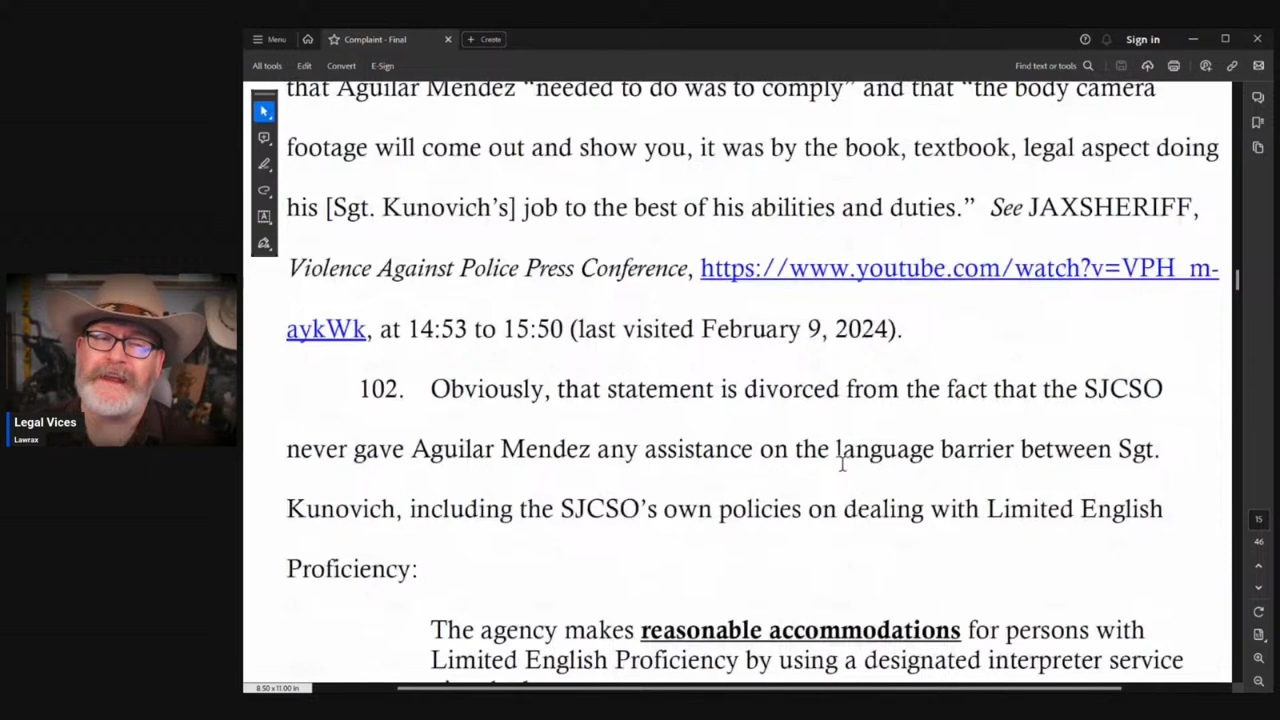 Menu
Complaint - Final
Create
Sign in
All tools
Edit
Convert
E-Sign
Find text or tools
that Aguilar Mendez “needed to do was to comply” and that “the body camera
footage will come out and show you, it was by the book, textbook, legal aspect doing
his [Sgt. Kunovich’s] job to the best of his abilities and duties.” See JAXSHERIFF,
Violence Against Police Press Conference, https://www.youtube.com/watch?v=VPH_m-
aykWk, at 14:53 to 15:50 (last visited February 9, 2024).
102. Obviously, that statement is divorced from the fact that the SJCSO
never gave Aguilar Mendez any assistance on the language barrier between Sgt.
Kunovich, including the SJCSO’s own policies on dealing with Limited English
Proficiency:
The agency makes reasonable accommodations for persons with
Limited English Proficiency by using a designated interpreter service
Legal Vices
Lawrax
15
46
8.50 x 11.00 in